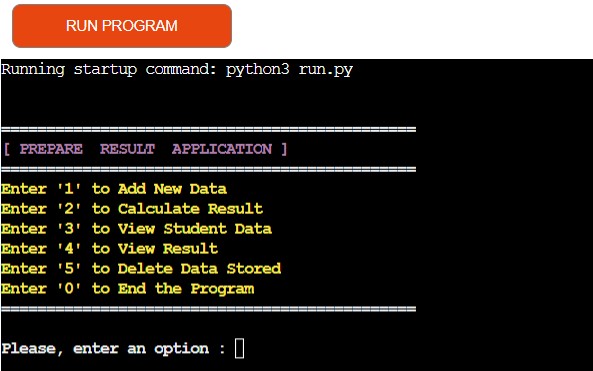 RUN PROGRAM
Running startup command: python3 run.py
==============================================
[ PREPARE  RESULT  APPLICATION ]
==============================================
Enter '1' to Add New Data
Enter '2' to Calculate Result
Enter '3' to View Student Data
Enter '4' to View Result
Enter '5' to Delete Data Stored
Enter '0' to End the Program
==============================================
Please, enter an option :